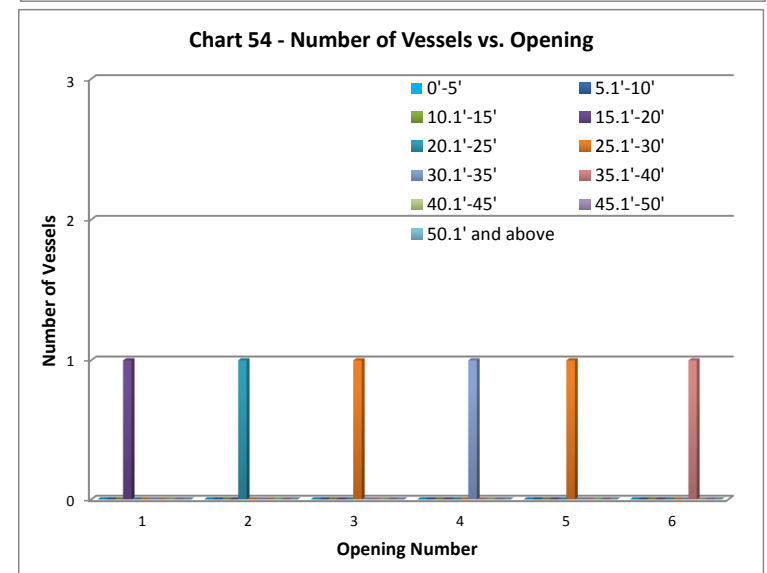 Chart 54 - Number of Vessels vs. Opening
3
2
1
0
Number of Vessels
0'-5' 5.1'-10'
10.1'-15' 15.1'-20'
20.1'-25' 25.1'-30'
30.1'-35' 35.1'-40'
40.1'-45' 45.1'-50'
50.1' and above
1 2 3 4 5 6
Opening Number